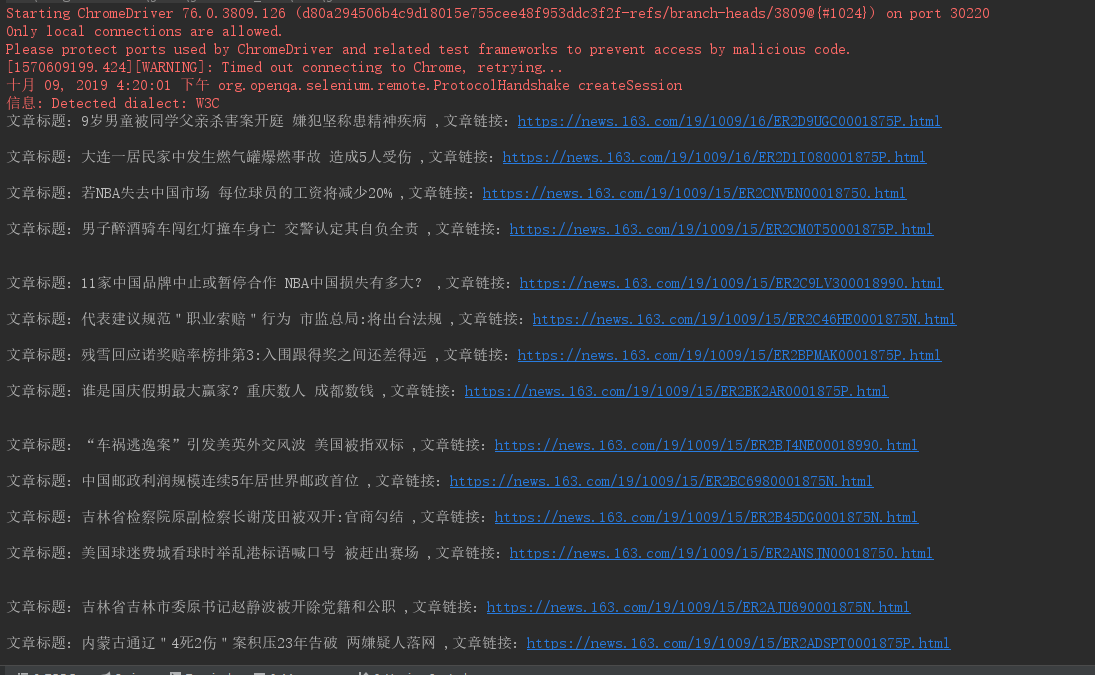 Starting ChromeDriver 76.0.3809.126 (d80a294506b4c9d18015e755cee48f953ddc3f2f-refs/branch-heads/3809@{#1024}) on port 30220
Only local connections are allowed.
Please protect ports used by ChromeDriver and related test frameworks to prevent access by malicious code.
[1570609199.424][WARNING]: Timed out connecting to Chrome, retrying...
十月 09, 2019 4:20:01 下午 org.openqa.selenium.remote.ProtocolHandshake createSession
信息: Detected dialect: W3C
文章标题: 9岁男童被同学父亲杀害案开庭 嫌犯坚称患精神疾病 ,文章链接: https://news.163.com/19/1009/16/ER2D9UGC0001875P.html
文章标题: 大连一居民家中发生燃气罐爆燃事故 造成5人受伤 ,文章链接: https://news.163.com/19/1009/16/ER2D1I080001875P.html
文章标题: 若NBA失去中国市场 每位球员的工资将减少20% ,文章链接: https://news.163.com/19/1009/15/ER2CNVEN00018750.html
文章标题: 男子醉酒骑车闯红灯撞车身亡 交警认定其自负全责 ,文章链接: https://news.163.com/19/1009/15/ER2CM0T50001875P.html
文章标题: 11家中国品牌中止或暂停合作 NBA中国损失有多大? ,文章链接: https://news.163.com/19/1009/15/ER2C9LV300018990.html
文章标题: 代表建议规范＂职业索赔＂行为 市监总局:将出台法规 ,文章链接: https://news.163.com/19/1009/15/ER2C46HE0001875N.html
文章标题: 残雪回应诺奖赔率榜排第3:入围跟得奖之间还差得远 ,文章链接: https://news.163.com/19/1009/15/ER2BPMAK0001875P.html
文章标题: 谁是国庆假期最大赢家? 重庆数人 成都数钱 ,文章链接: https://news.163.com/19/1009/15/ER2BK2AR0001875P.html
文章标题: “车祸逃逸案”引发美英外交风波 美国被指双标 ,文章链接: https://news.163.com/19/1009/15/ER2BJ4NE00018990.html
文章标题: 中国邮政利润规模连续5年居世界邮政首位 ,文章链接: https://news.163.com/19/1009/15/ER2BC6980001875N.html
文章标题: 吉林省检察院原副检察长谢茂田被双开:官商勾结 ,文章链接: https://news.163.com/19/1009/15/ER2B45DG0001875N.html
文章标题: 美国球迷费城看球时举乱港标语喊口号 被赶出赛场 ,文章链接: https://news.163.com/19/1009/15/ER2ANSJN00018750.html
文章标题: 吉林省吉林市委原书记赵静波被开除党籍和公职 ,文章链接: https://news.163.com/19/1009/15/ER2AJU690001875N.html
文章标题: 内蒙古通辽＂4死2伤＂案积压23年告破 两嫌疑人落网 ,文章链接: https://news.163.com/19/1009/15/ER2ADSPT0001875P.html